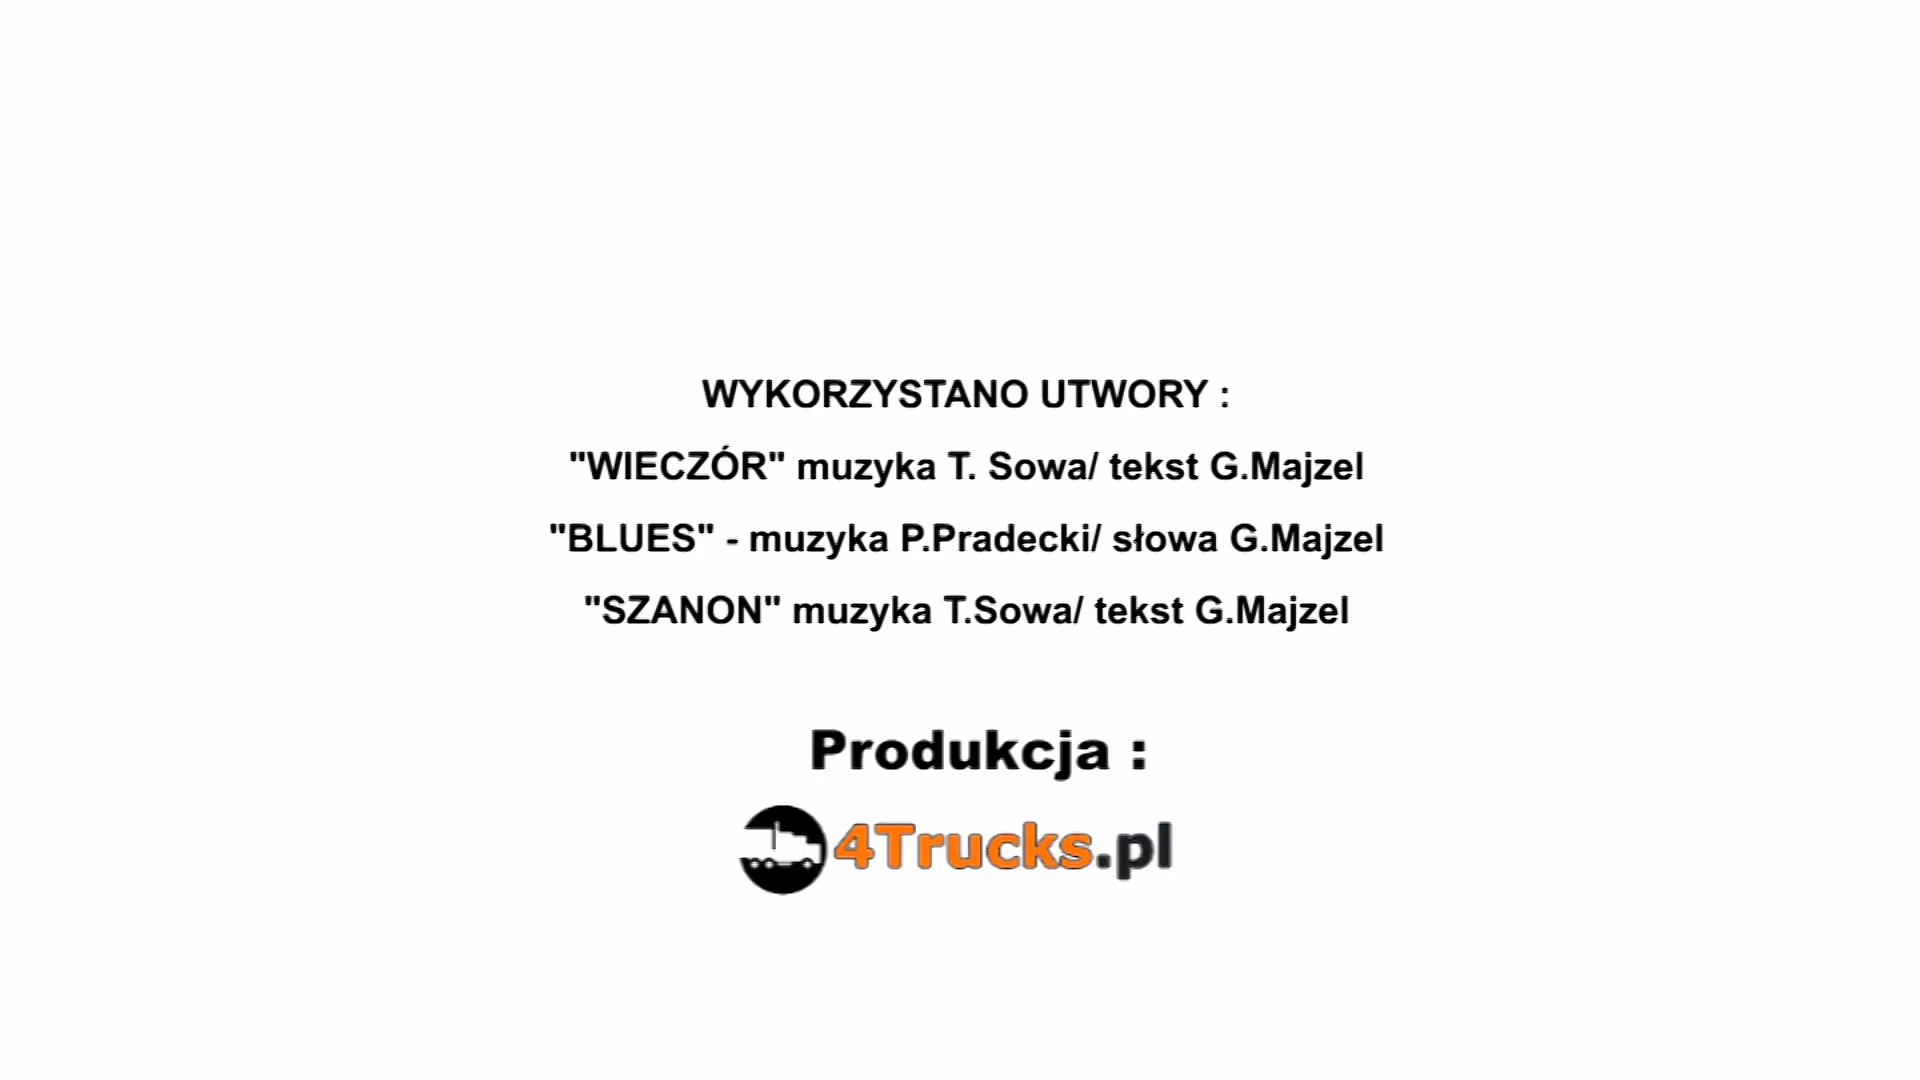 WYKORZYSTANO UTWORY :
"WIECZÓR" muzyka T. Sowa/ tekst G.Majzel
"BLUES" - muzyka P.Pradecki/ słowa G.Majzel
"SZANON" muzyka T.Sowa/ tekst G.Majzel
Produkcja :
4Trucks.pl